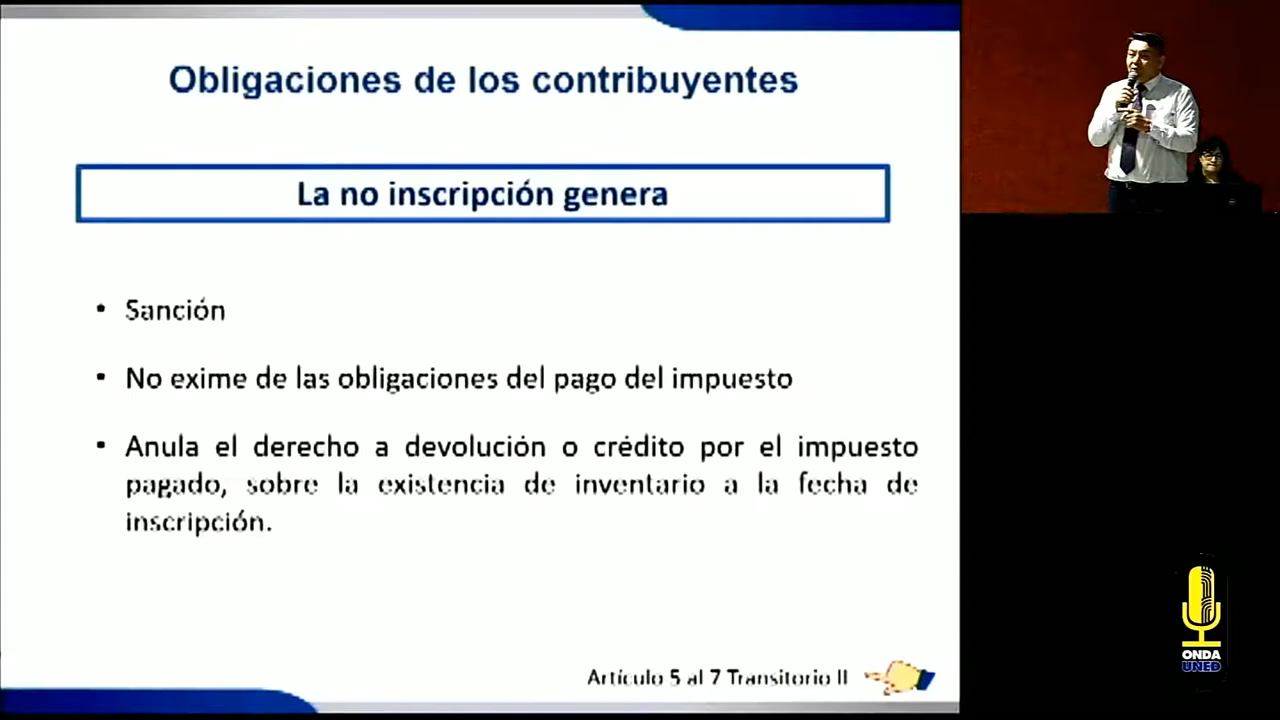 Obligaciones de los contribuyentes
La no inscripción genera
• Sanción
• No exime de las obligaciones del pago del impuesto
• Anula el derecho a devolución o crédito por el impuesto
pagado, sobre la existencia de inventario a la fecha de
inscripción.
Artículo 5 al 7 Transitorio II
ONDA
UNED